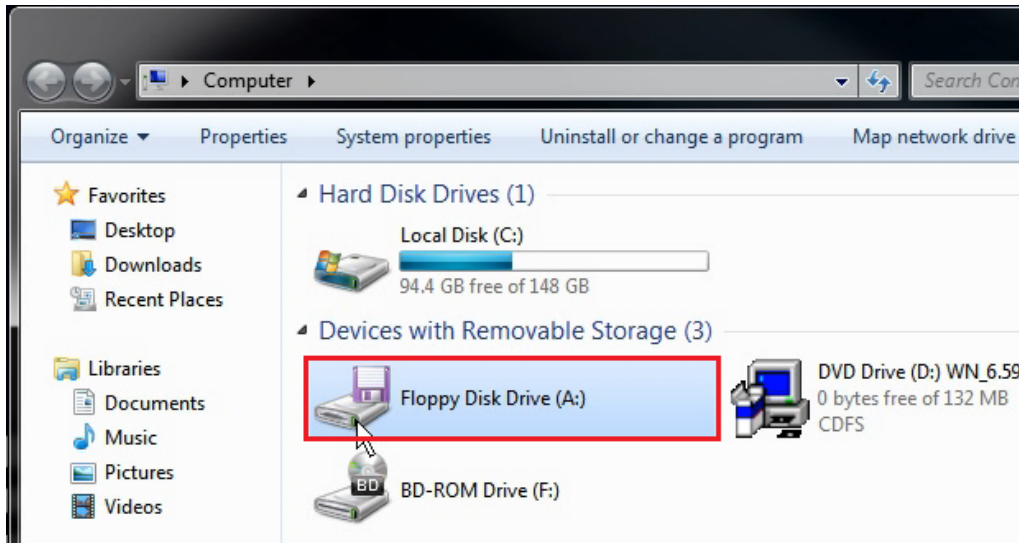 Computer
Search Con
Organize Properties System properties Uninstall or change a program Map network drive
Favorites
Desktop
Downloads
Recent Places
Libraries
Documents
Music
Pictures
Videos
Hard Disk Drives (1)
Local Disk (C:)
94.4 GB free of 148 GB
Devices with Removable Storage (3)
Floppy Disk Drive (A:)
DVD Drive (D:) WN_6.59
0 bytes free of 132 MB
CDFS
BD
BD-ROM Drive (F:)